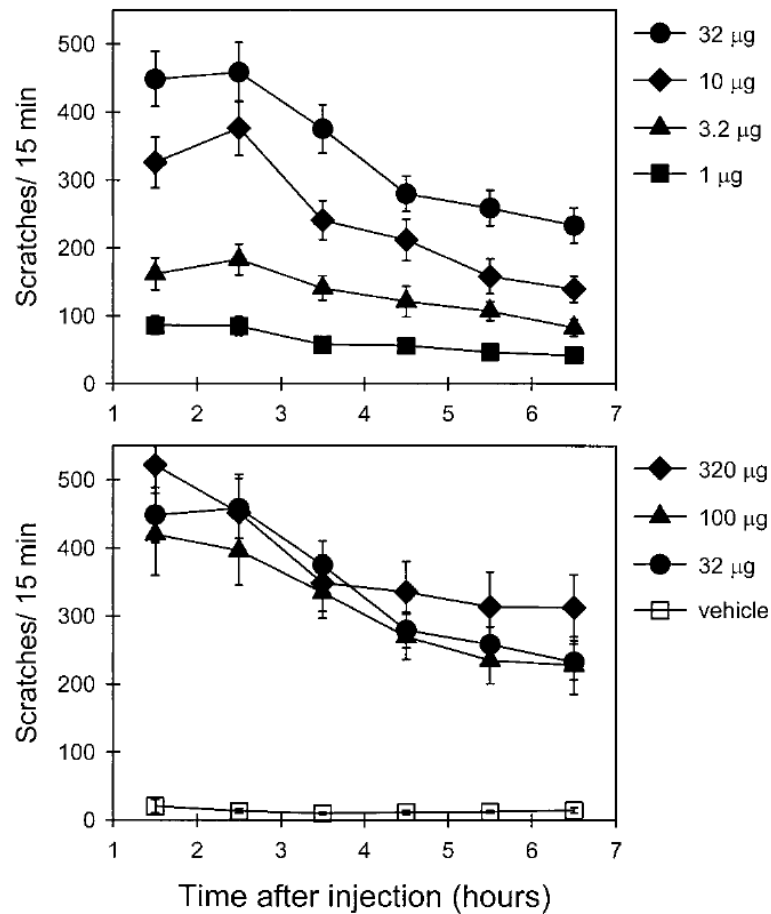 500
400
300
200
100
0
Scratches/ 15 min
1 2 3 4 5 6 7
32 µg
10 µg
3.2 µg
1 µg
500
400
300
200
100
0
Scratches/ 15 min
1 2 3 4 5 6 7
320 µg
100 µg
32 µg
vehicle
Time after injection (hours)